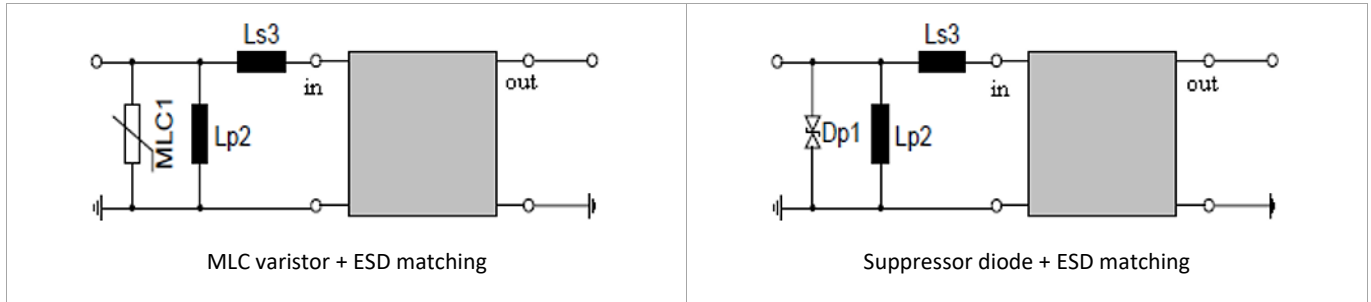 Ls3
in
out
MLC1
Lp2
MLC varistor + ESD matching
Ls3
in
out
Dp1
Lp2
Suppressor diode + ESD matching